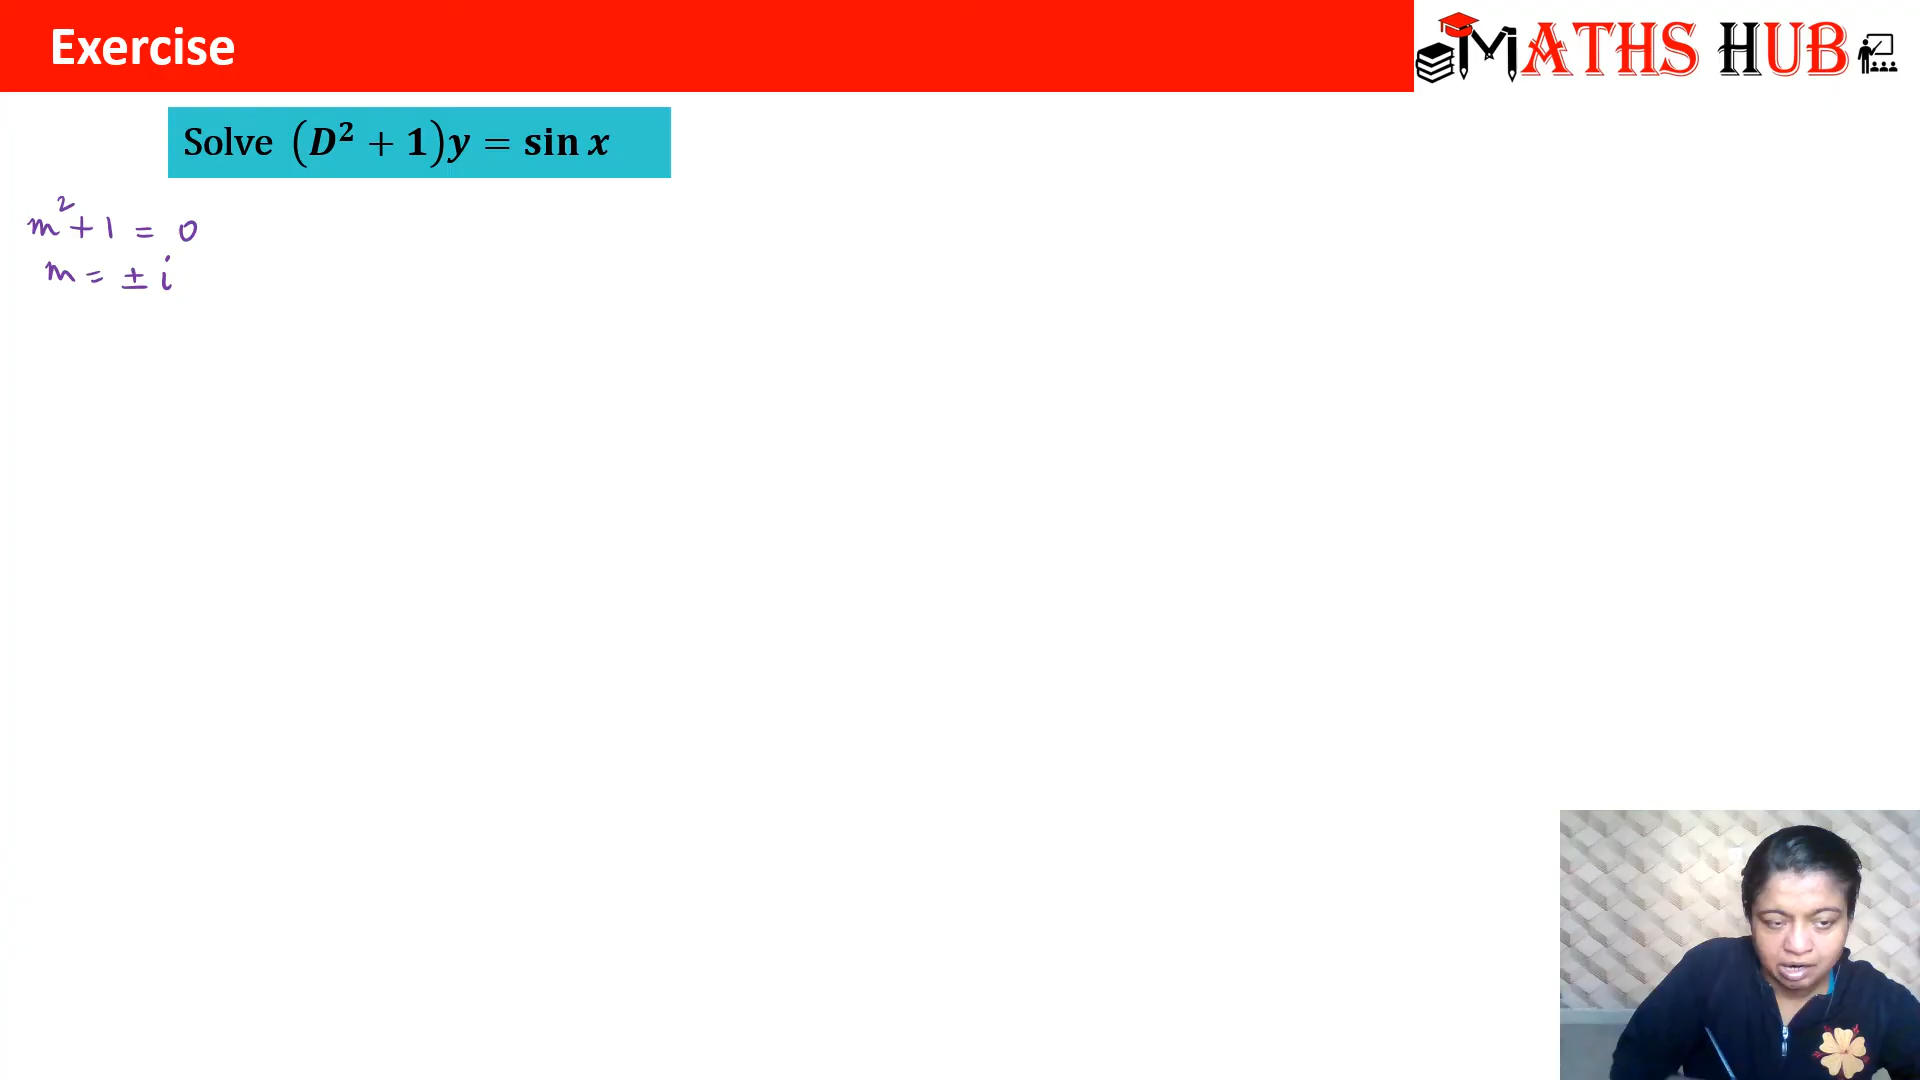 Exercise
MATHS HUB
Solve (D² + 1)y = sin x
m² + 1 = 0
m = ± i